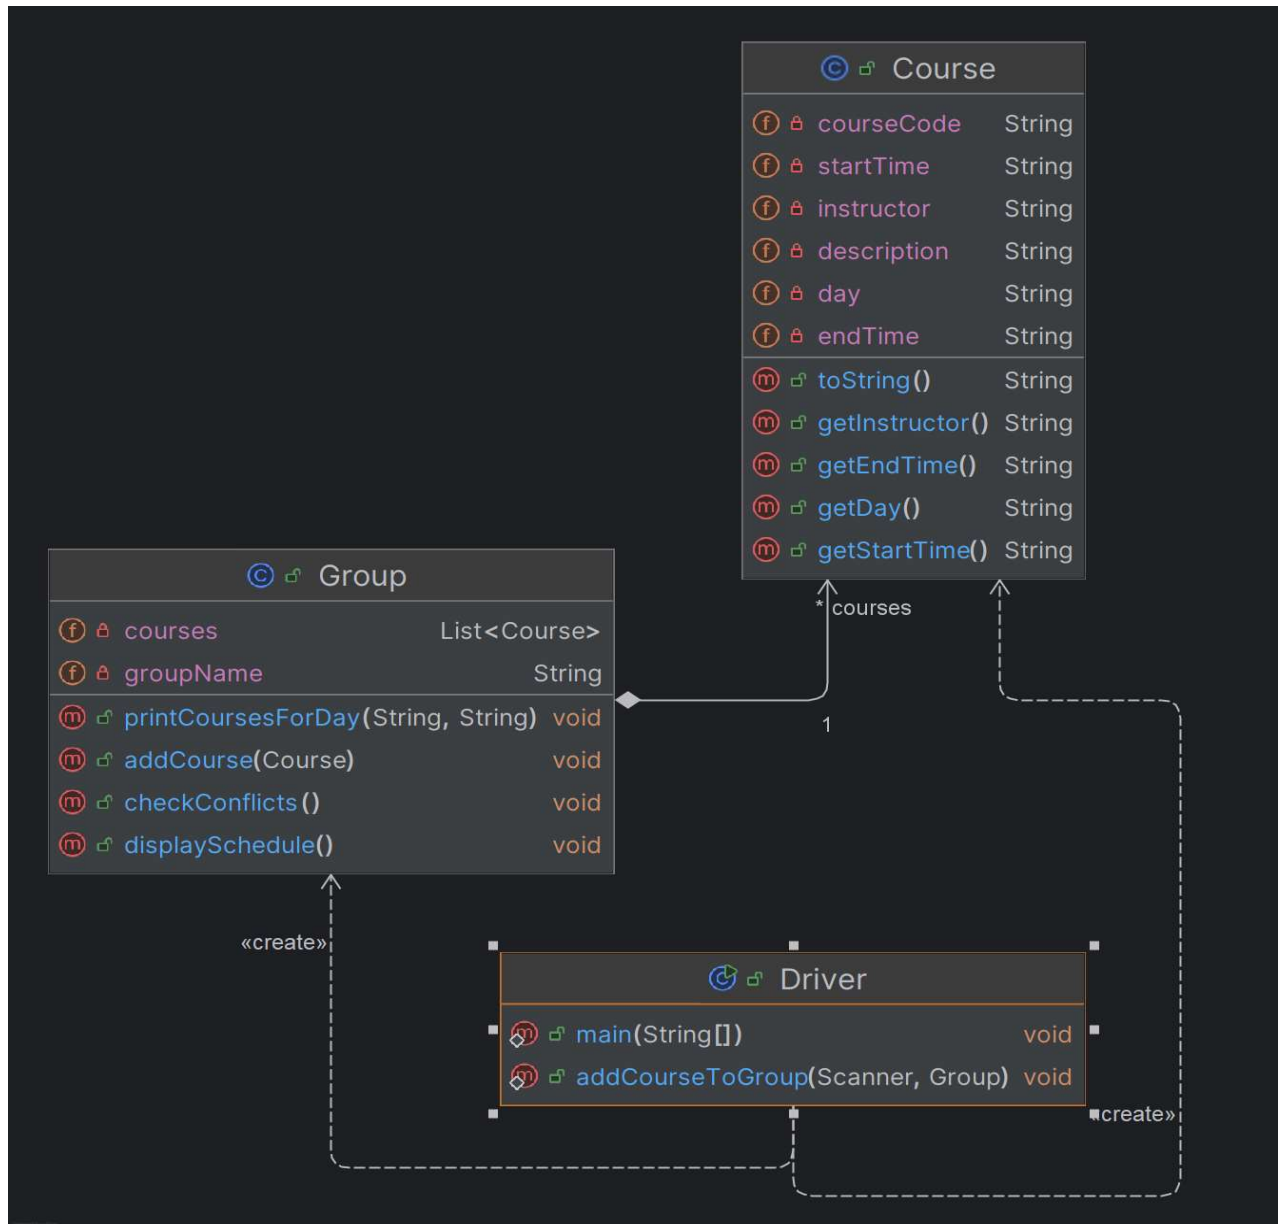 Course
courseCode String
startTime String
instructor String
description String
day String
endTime String
toString() String
getInstructor() String
getEndTime() String
getDay() String
getStartTime() String
* courses
1
Group
courses List<Course>
groupName String
printCoursesForDay(String, String) void
addCourse(Course) void
checkConflicts() void
displaySchedule() void
«create»
Driver
main(String[]) void
addCourseToGroup(Scanner, Group) void
«create»